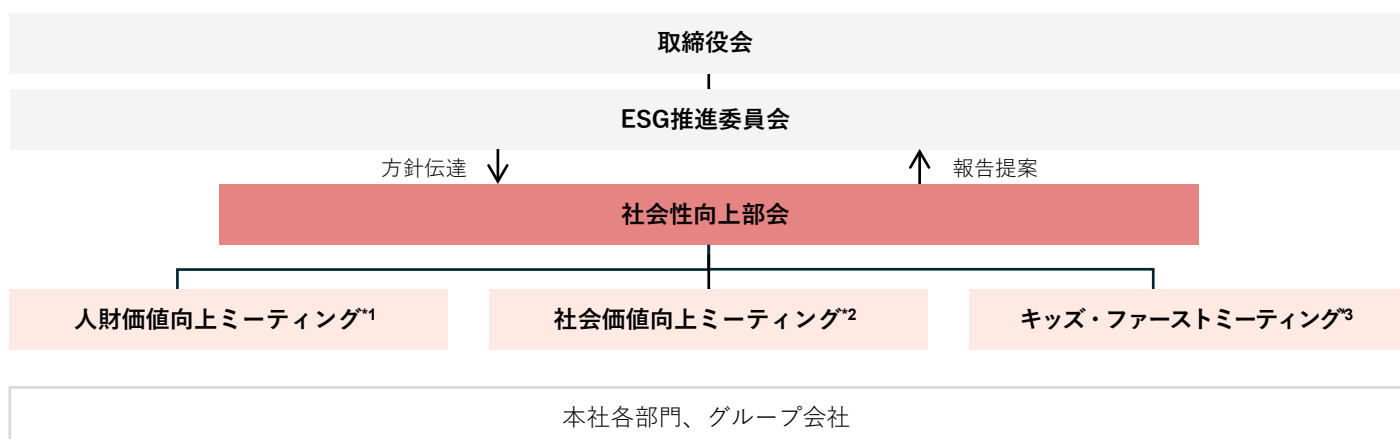 取締役会
ESG推進委員会
方針伝達
報告提案
社会性向上部会
人財価値向上ミーティング*1
社会価値向上ミーティング*2
キッズ・ファーストミーティング*3
本社各部門、グループ会社